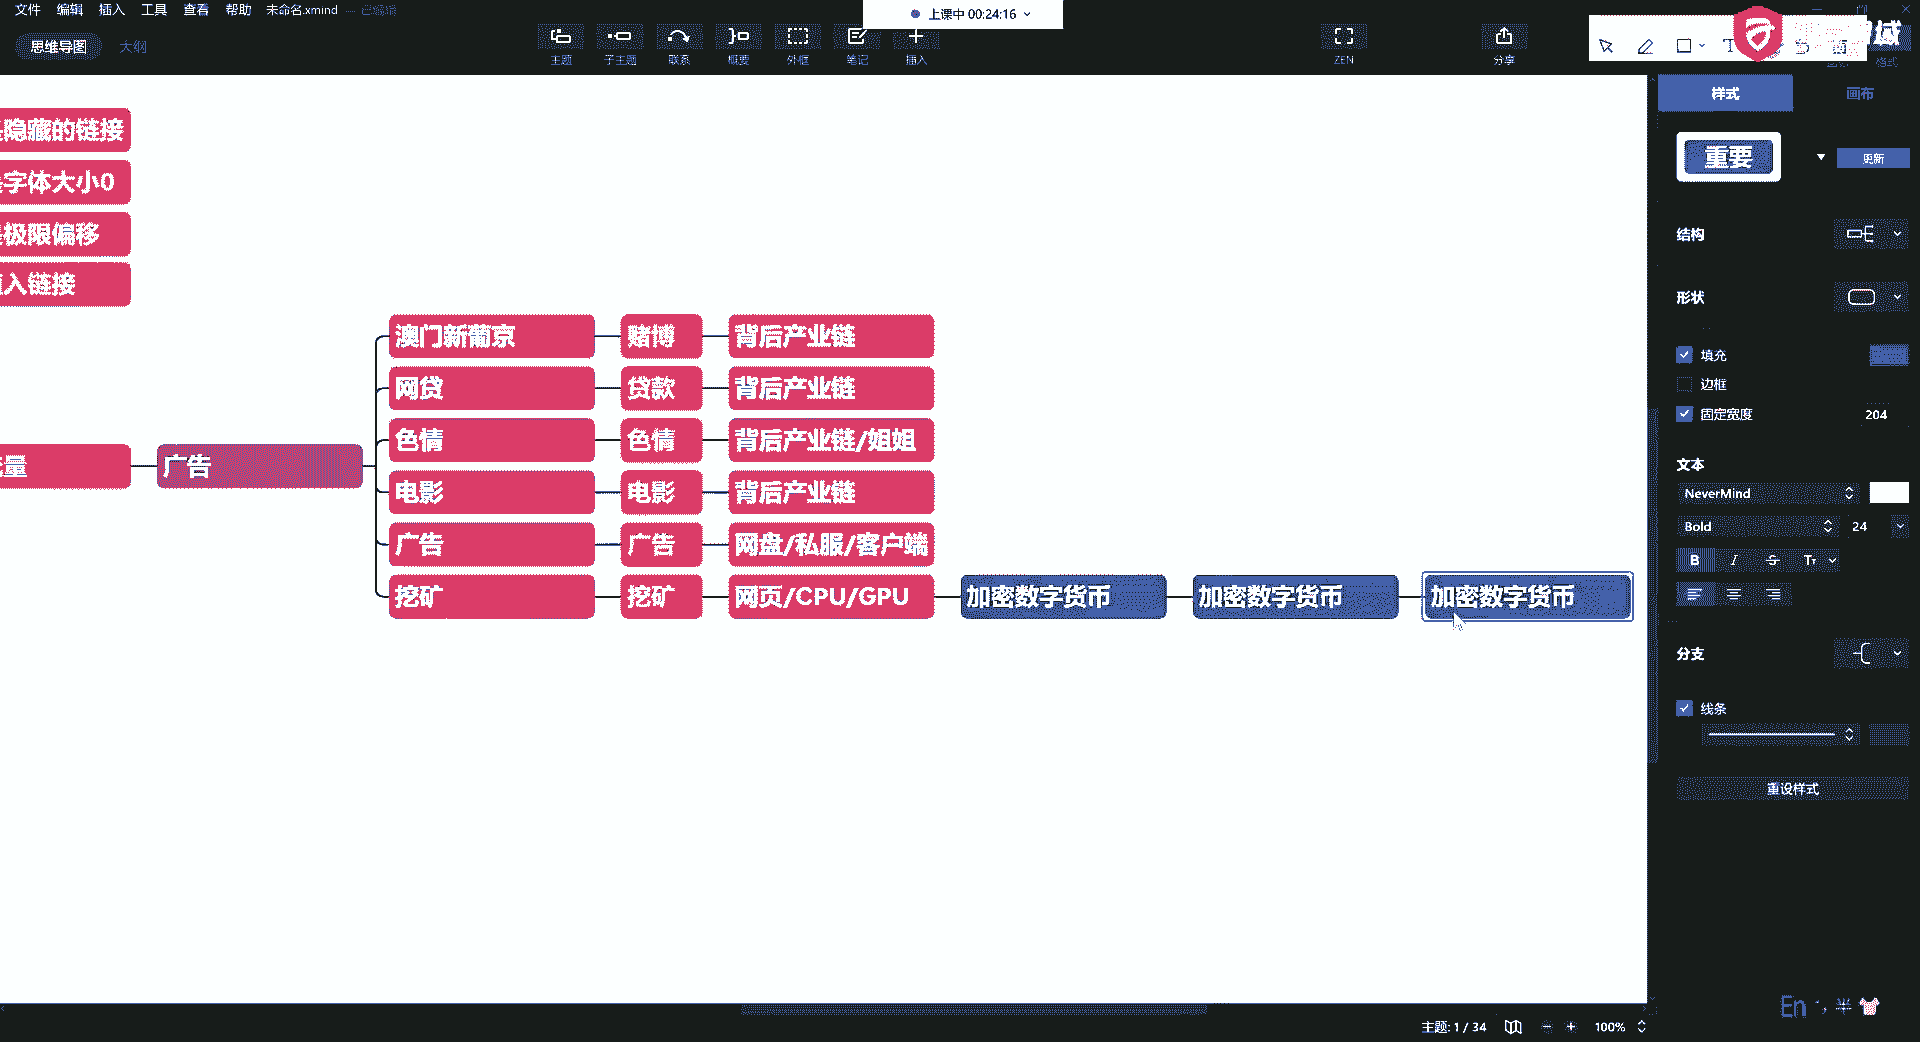 文件 编辑 插入 工具 查看 帮助 未命名.xmind — 已编辑
上课中 00:24:16
思维导图 大纲
主题 子主题 联系 概要 外框 笔记 插入 ZEN 分享 格式
域
样式 画布
重要 更新
结构
形状
填充
边框
固定宽度 204
文本
NeverMind
Bold 24
B I S Tт
分支
线条
重设样式
隐藏的链接
字体大小0
极限偏移
入链接
量 广告
澳门新葡京 赌博 背后产业链
网贷 贷款 背后产业链
色情 色情 背后产业链/姐姐
电影 电影 背后产业链
广告 广告 网盘/私服/客户端
挖矿 挖矿 网页/CPU/GPU 加密数字货币 加密数字货币 加密数字货币
En
主题: 1 / 34 100%